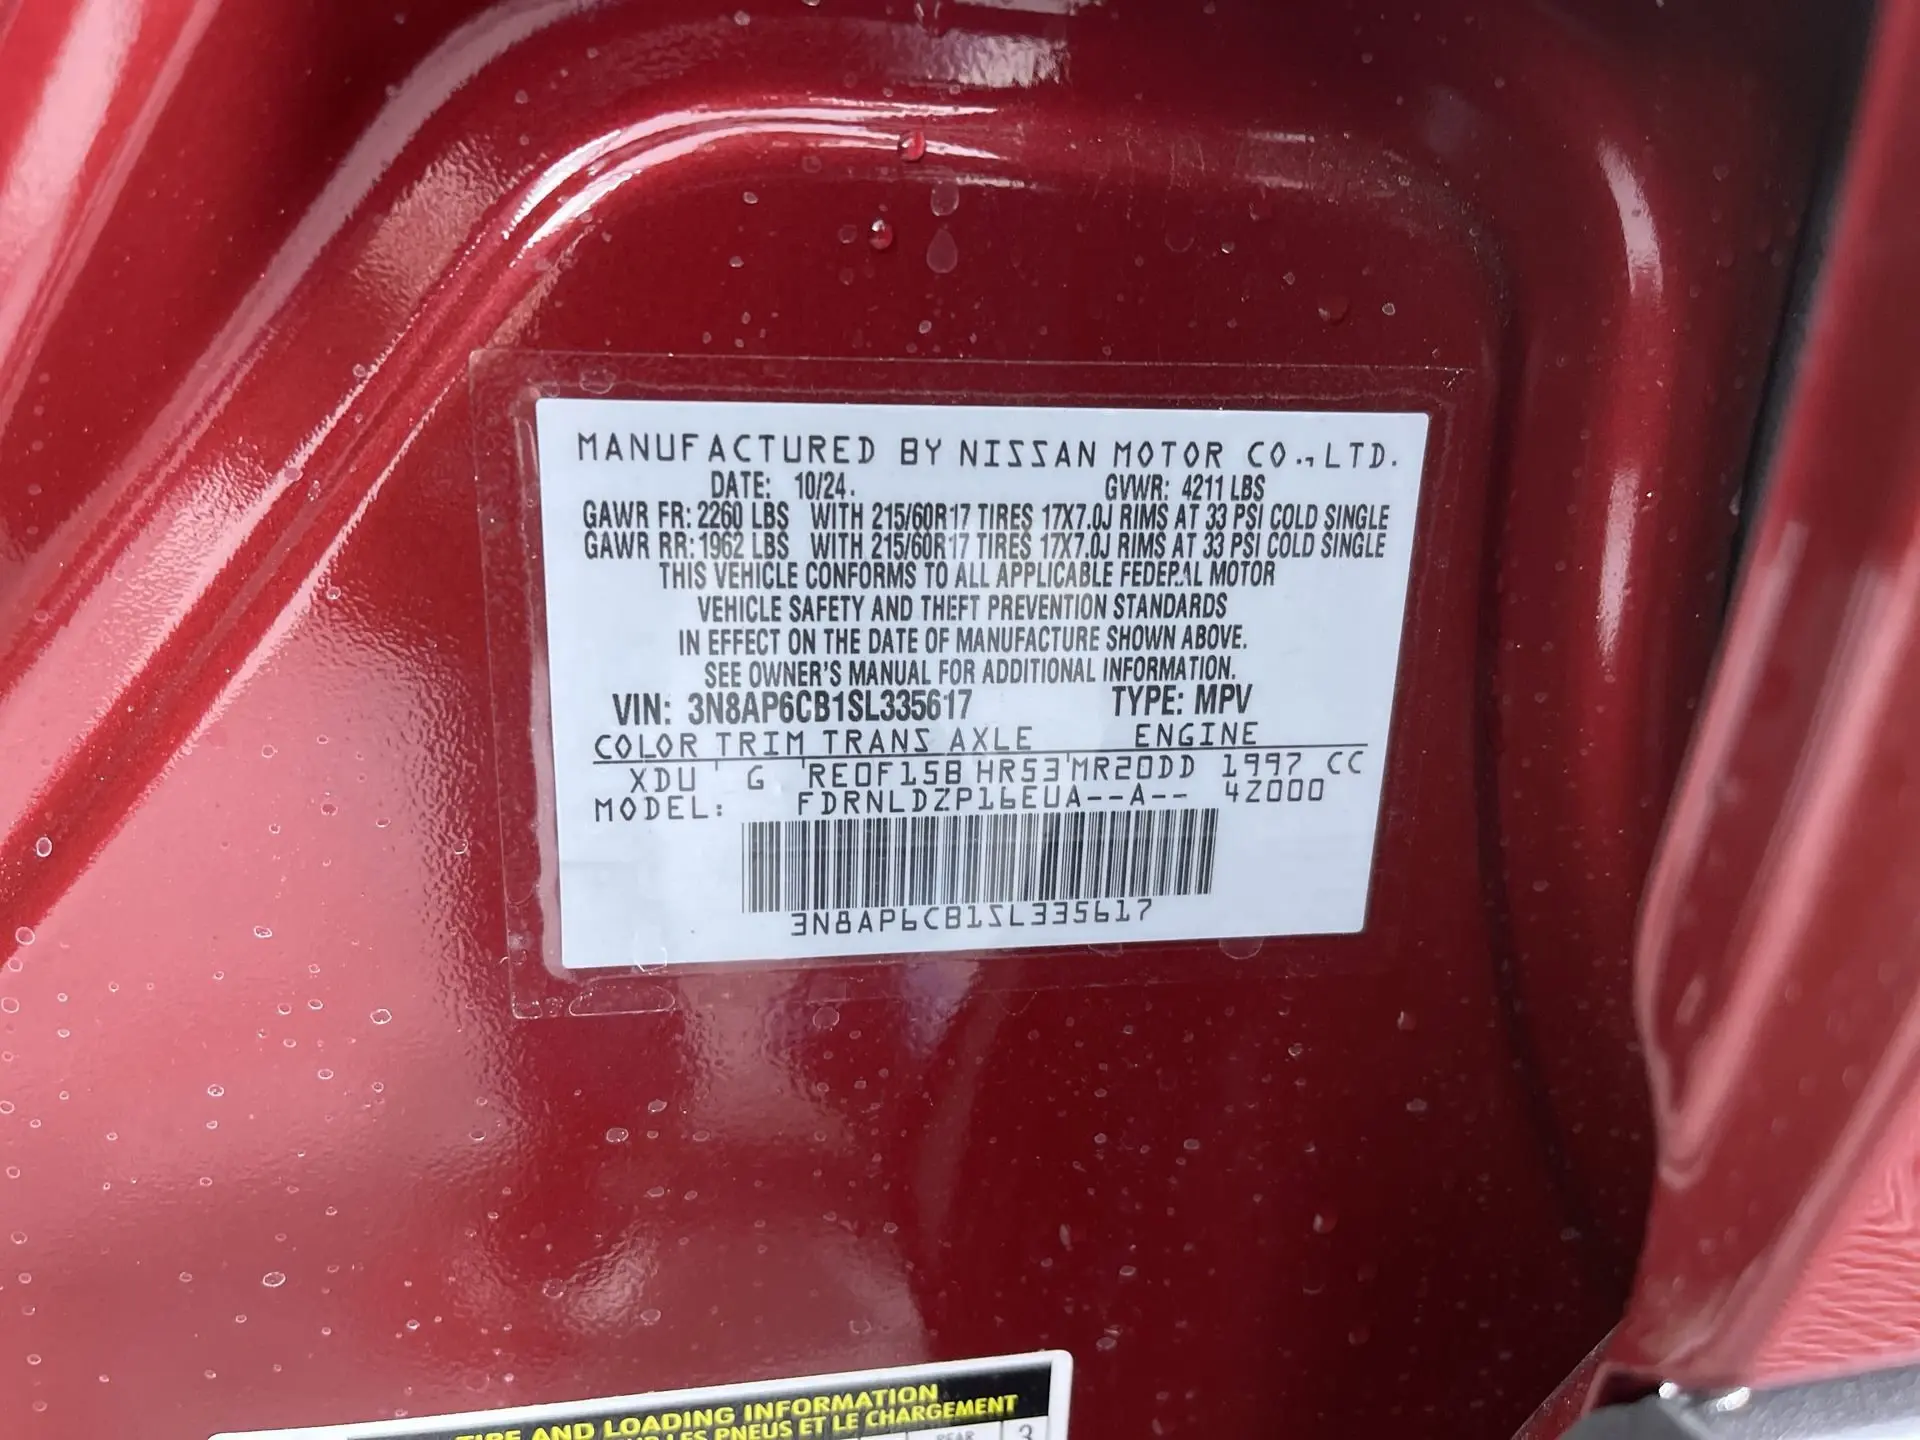 MANUFACTURED BY NISSAN MOTOR CO.,LTD.
DATE: 10/24. GVWR: 4211 LBS
GAWR FR: 2260 LBS WITH 215/60R17 TIRES 17X7.0J RIMS AT 33 PSI COLD SINGLE
GAWR RR: 1962 LBS WITH 215/60R17 TIRES 17X7.0J RIMS AT 33 PSI COLD SINGLE
THIS VEHICLE CONFORMS TO ALL APPLICABLE FEDERAL MOTOR
VEHICLE SAFETY AND THEFT PREVENTION STANDARDS
IN EFFECT ON THE DATE OF MANUFACTURE SHOWN ABOVE.
SEE OWNER'S MANUAL FOR ADDITIONAL INFORMATION.
VIN: 3N8AP6CB1SL335617 TYPE: MPV
COLOR TRIM TRANS AXLE ENGINE
XDU G RE0F15B HR53 MR20DD 1997 CC
MODEL: FDRNLDZP16EUA--A-- 4Z000
3N8AP6CB1SL335617
TIRE AND LOADING INFORMATION
LES PNEUS ET LE CHARGEMENT
REAR 3